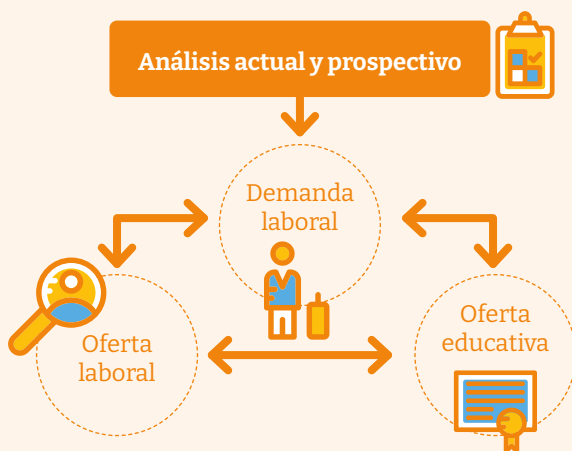 Análisis actual y prospectivo
Demanda
laboral
Oferta
laboral
Oferta
educativa